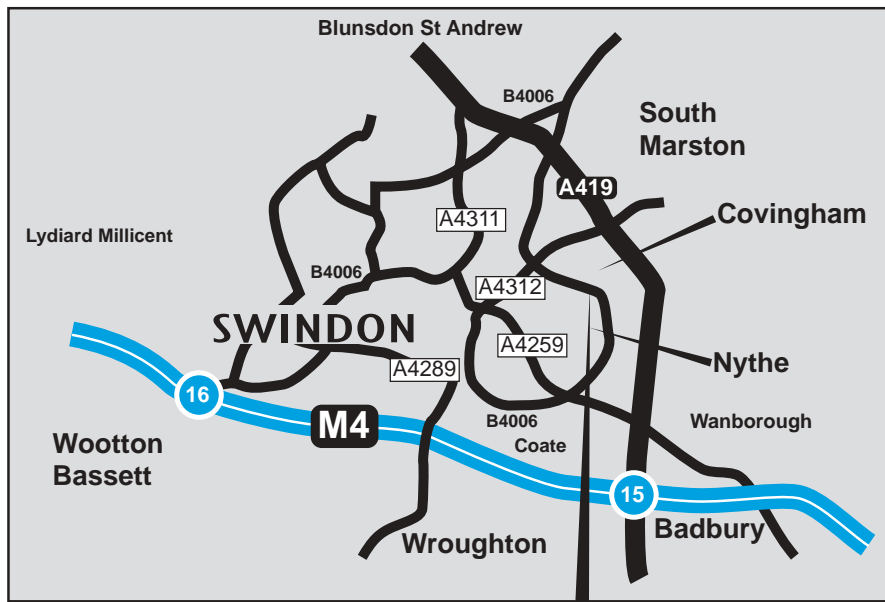 Blunsdon St Andrew
B4006
South
Marston
A419
Covingham
A4311
Lydiard Millicent
B4006
A4312
SWINDON
A4259
Nythe
A4289
16
M4
B4006
Wanborough
Coate
Wootton
Bassett
15
Badbury
Wroughton